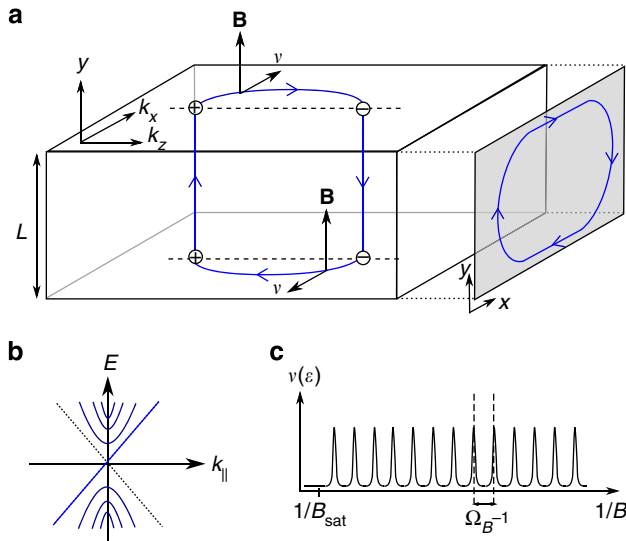 a
B
v
y
k_x
k_z
+
−
L
B
+
−
v
y
x
b
c
E
k_∥
ν(ε)
1/B_sat
Ω_B⁻¹
1/B